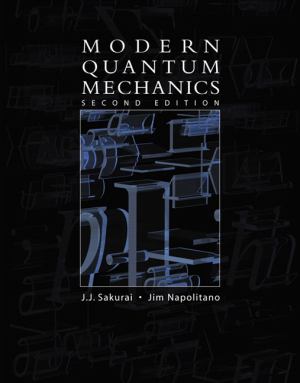 MODERN
QUANTUM
MECHANICS
SECOND EDITION
J.J. Sakurai • Jim Napolitano